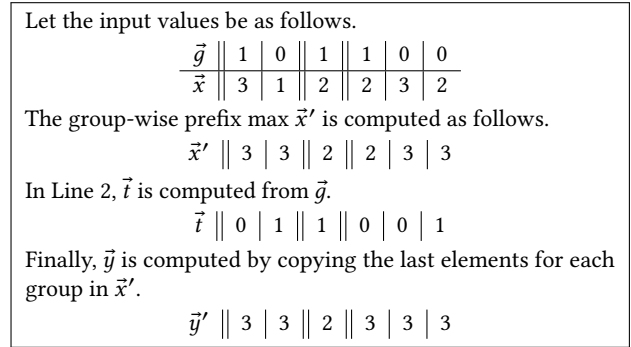 Let the input values be as follows.
g⃗ || 1 | 0 || 1 || 1 | 0 | 0
x⃗ || 3 | 1 || 2 || 2 | 3 | 2
The group-wise prefix max x⃗′ is computed as follows.
x⃗′ || 3 | 3 || 2 || 2 | 3 | 3
In Line 2, t⃗ is computed from g⃗.
t⃗ || 0 | 1 || 1 || 0 | 0 | 1
Finally, y⃗ is computed by copying the last elements for each
group in x⃗′.
y⃗′ || 3 | 3 || 2 || 3 | 3 | 3